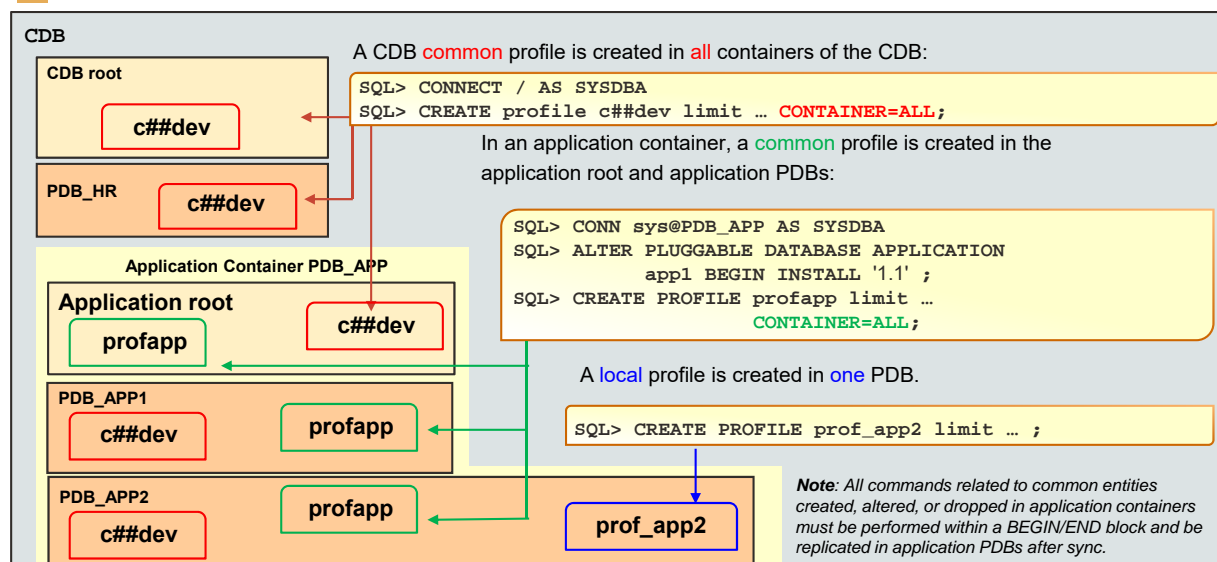 CDB
A CDB common profile is created in all containers of the CDB:
CDB root
c##dev
SQL> CONNECT / AS SYSDBA
SQL> CREATE profile c##dev limit … CONTAINER=ALL;
In an application container, a common profile is created in the
application root and application PDBs:
PDB_HR
c##dev
SQL> CONN sys@PDB_APP AS SYSDBA
SQL> ALTER PLUGGABLE DATABASE APPLICATION
app1 BEGIN INSTALL '1.1' ;
SQL> CREATE PROFILE profapp limit …
CONTAINER=ALL;
Application Container PDB_APP
Application root
profapp
c##dev
A local profile is created in one PDB.
PDB_APP1
c##dev
profapp
SQL> CREATE PROFILE prof_app2 limit … ;
PDB_APP2
c##dev
profapp
prof_app2
Note: All commands related to common entities
created, altered, or dropped in application containers
must be performed within a BEGIN/END block and be
replicated in application PDBs after sync.